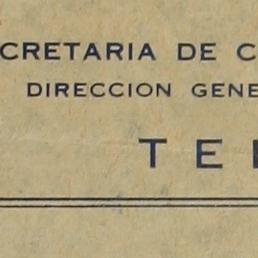 CRETARIA DE C
DIRECCION GENE
TE